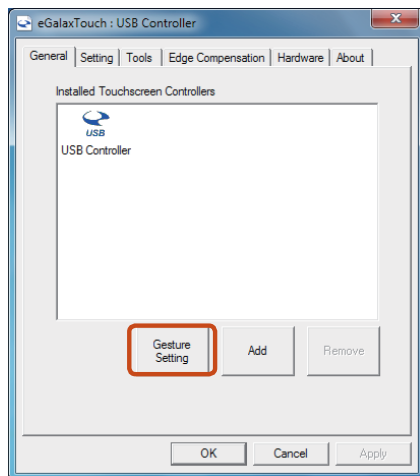 eGalaxTouch : USB Controller
General Setting Tools Edge Compensation Hardware About
Installed Touchscreen Controllers
USB
USB Controller
Gesture
Setting
Add
Remove
OK Cancel Apply